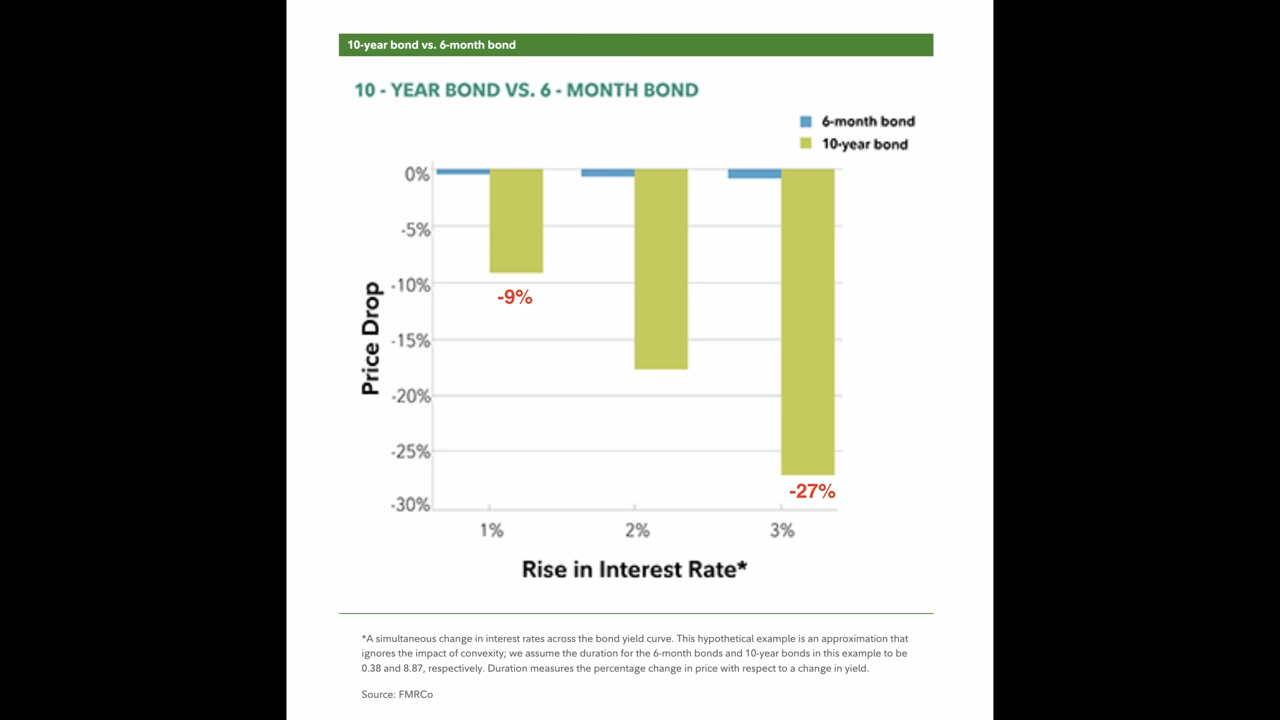 10-year bond vs. 6-month bond
10 - YEAR BOND VS. 6 - MONTH BOND
6-month bond
10-year bond
0%
-5%
-10%
-9%
-15%
-20%
-25%
-27%
-30%
Price Drop
1%
2%
3%
Rise in Interest Rate*
*A simultaneous change in interest rates across the bond yield curve. This hypothetical example is an approximation that
ignores the impact of convexity; we assume the duration for the 6-month bonds and 10-year bonds in this example to be
0.38 and 8.87, respectively. Duration measures the percentage change in price with respect to a change in yield.
Source: FMRCo